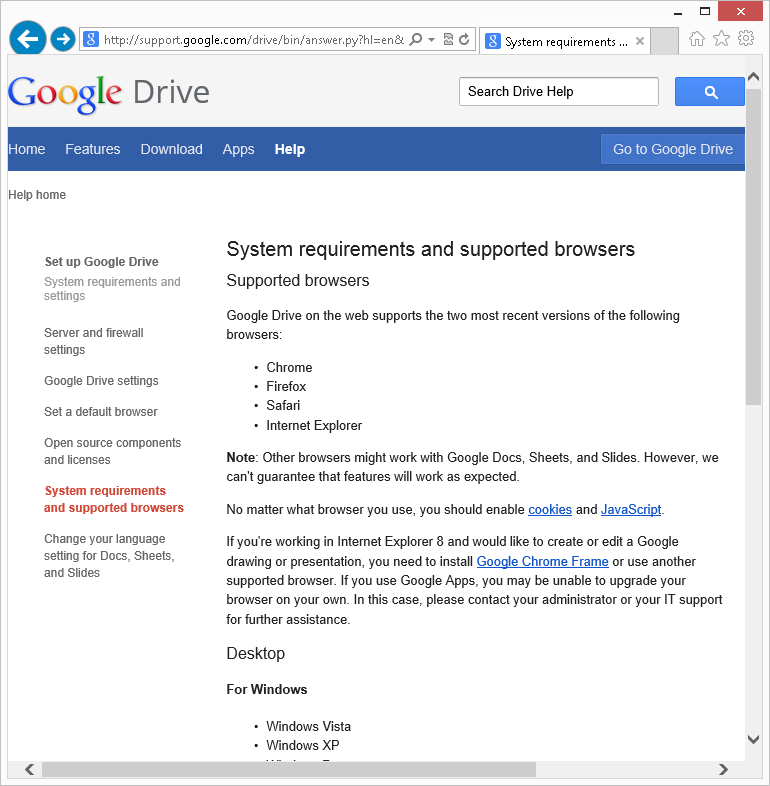 http://support.google.com/drive/bin/answer.py?hl=en&
System requirements ...
Google Drive
Search Drive Help
Home Features Download Apps Help Go to Google Drive
Help home
Set up Google Drive
System requirements and
settings
Server and firewall
settings
Google Drive settings
Set a default browser
Open source components
and licenses
System requirements
and supported browsers
Change your language
setting for Docs, Sheets,
and Slides
System requirements and supported browsers
Supported browsers
Google Drive on the web supports the two most recent versions of the following
browsers:
• Chrome
• Firefox
• Safari
• Internet Explorer
Note: Other browsers might work with Google Docs, Sheets, and Slides. However, we
can't guarantee that features will work as expected.
No matter what browser you use, you should enable cookies and JavaScript.
If you're working in Internet Explorer 8 and would like to create or edit a Google
drawing or presentation, you need to install Google Chrome Frame or use another
supported browser. If you use Google Apps, you may be unable to upgrade your
browser on your own. In this case, please contact your administrator or your IT support
for further assistance.
Desktop
For Windows
• Windows Vista
• Windows XP